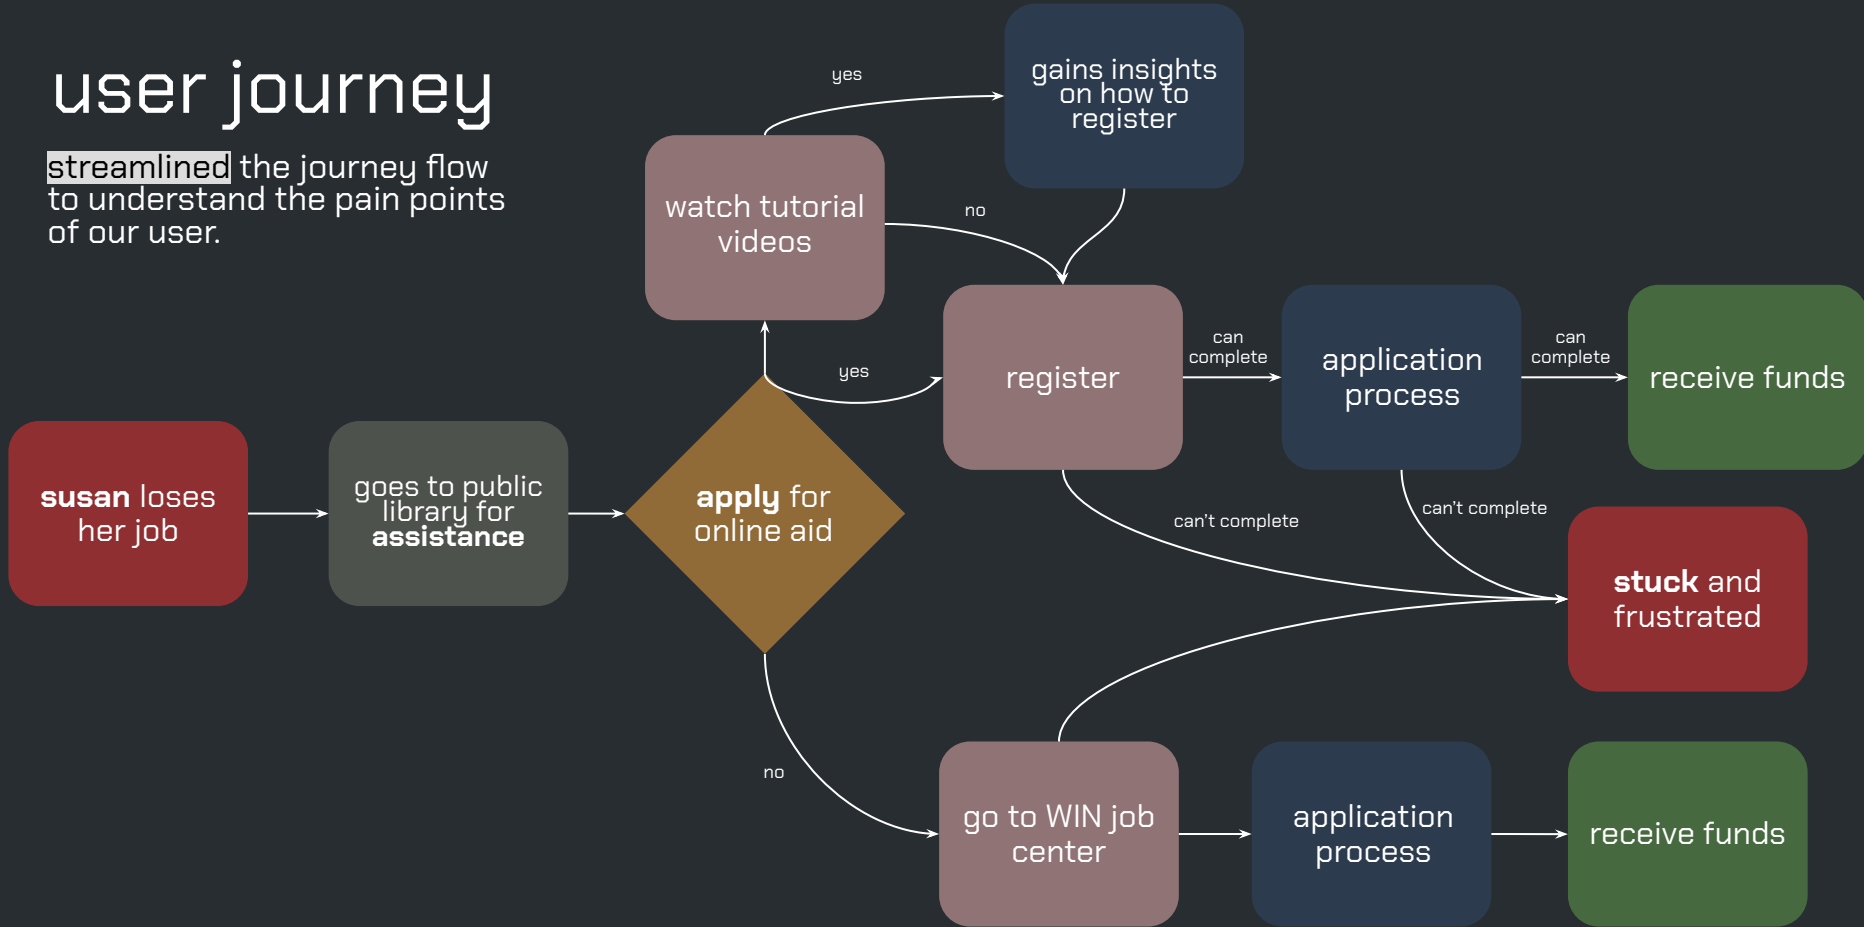 user journey
streamlined the journey flow
to understand the pain points
of our user.
yes
gains insights
on how to
register
watch tutorial
videos
no
yes
register
can
complete
application
process
can
complete
receive funds
susan loses
her job
goes to public
library for
assistance
apply for
online aid
can't complete
can't complete
stuck and
frustrated
no
go to WIN job
center
application
process
receive funds